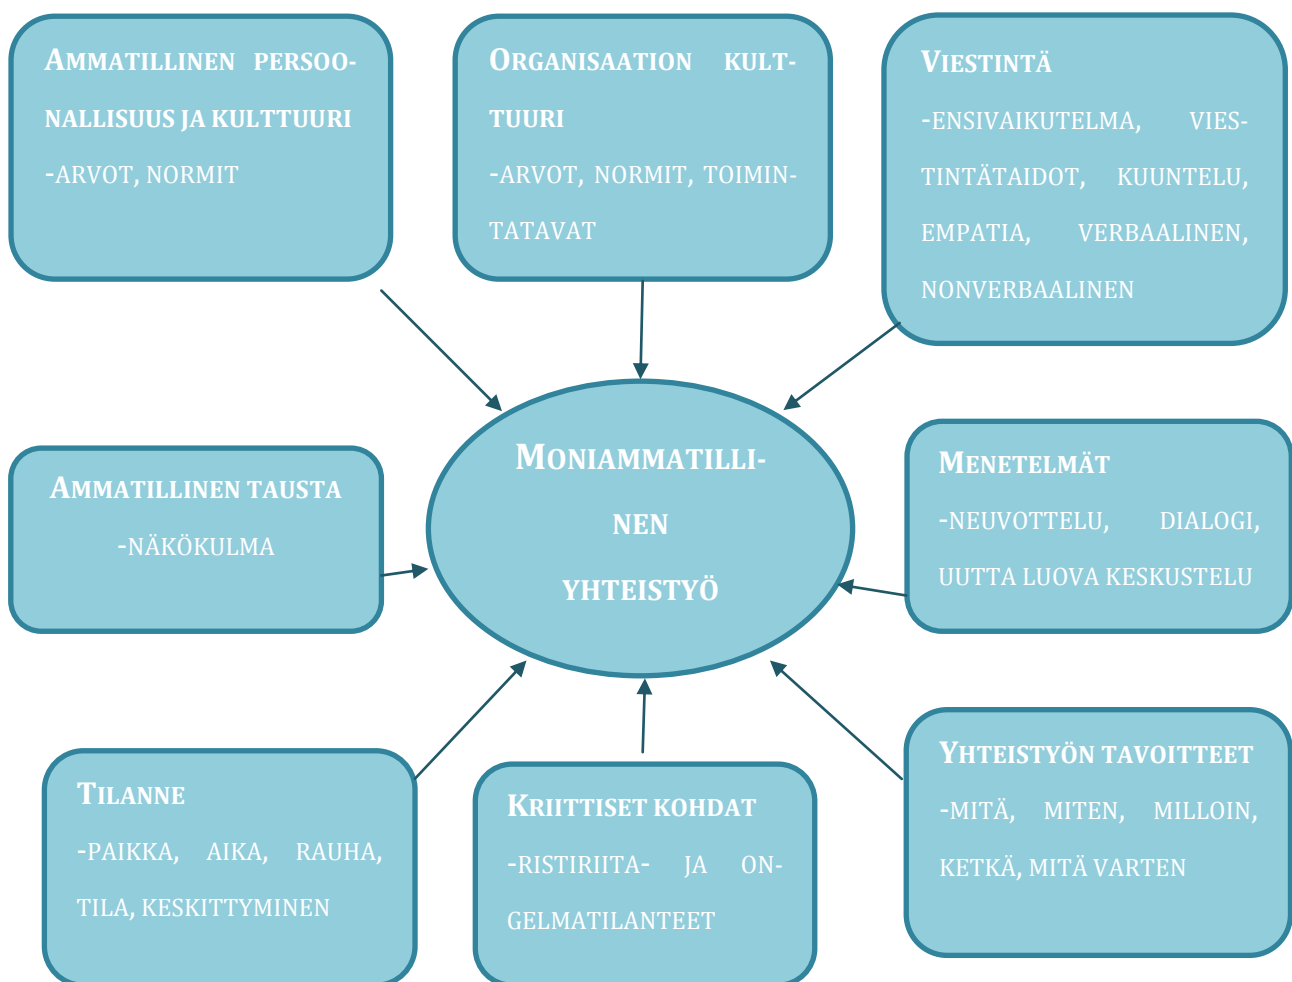 AMMATILLINEN PERSOO-
NALLISUUS JA KULTTUURI
-ARVOT, NORMIT
ORGANISAATION KULT-
TUURI
-ARVOT, NORMIT, TOIMIN-
TATAVAT
VIESTINTÄ
-ENSIVAIKUTELMA, VIES-
TINTÄTAIDOT, KUUNTELU,
EMPATIA, VERBAALINEN,
NONVERBAALINEN
AMMATILLINEN TAUSTA
-NÄKÖKULMA
MONIAMMATILLI-
NEN
YHTEISTYÖ
MENETELMÄT
-NEUVOTTELU, DIALOGI,
UUTTA LUOVA KESKUSTELU
TILANNE
-PAIKKA, AIKA, RAUHA,
TILA, KESKITTYMINEN
KRIITTISET KOHDAT
-RISTIRIITA- JA ON-
GELMATILANTEET
YHTEISTYÖN TAVOITTEET
-MITÄ, MITEN, MILLOIN,
KETKÄ, MITÄ VARTEN